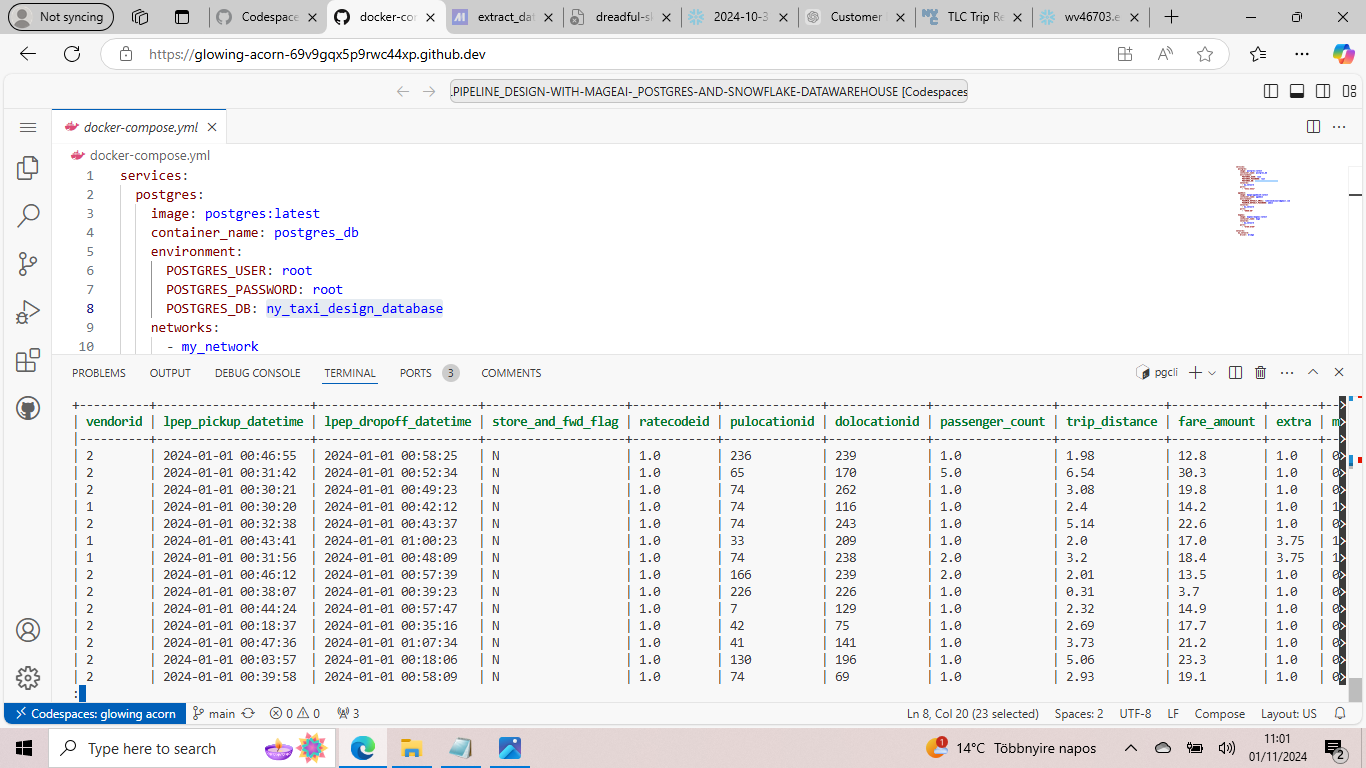 Not syncing
Codespace
docker-cor
extract_dat
dreadful-sk
2024-10-3
Customer
TLC Trip Re
wv46703.e
https://glowing-acorn-69v9gqx5p9rwc44xp.github.dev
.PIPELINE_DESIGN-WITH-MAGEAI-_POSTGRES-AND-SNOWFLAKE-DATAWAREHOUSE [Codespaces
docker-compose.yml
docker-compose.yml
1 services:
2 postgres:
3 image: postgres:latest
4 container_name: postgres_db
5 environment:
6 POSTGRES_USER: root
7 POSTGRES_PASSWORD: root
8 POSTGRES_DB: ny_taxi_design_database
9 networks:
10 - my_network
PROBLEMS OUTPUT DEBUG CONSOLE TERMINAL PORTS 3 COMMENTS pgcli
| vendorid | lpep_pickup_datetime | lpep_dropoff_datetime | store_and_fwd_flag | ratecodeid | pulocationid | dolocationid | passenger_count | trip_distance | fare_amount | extra | m
| 2 | 2024-01-01 00:46:55 | 2024-01-01 00:58:25 | N | 1.0 | 236 | 239 | 1.0 | 1.98 | 12.8 | 1.0 | 0
| 2 | 2024-01-01 00:31:42 | 2024-01-01 00:52:34 | N | 1.0 | 65 | 170 | 5.0 | 6.54 | 30.3 | 1.0 | 0
| 2 | 2024-01-01 00:30:21 | 2024-01-01 00:49:23 | N | 1.0 | 74 | 262 | 1.0 | 3.08 | 19.8 | 1.0 | 0
| 1 | 2024-01-01 00:30:20 | 2024-01-01 00:42:12 | N | 1.0 | 74 | 116 | 1.0 | 2.4 | 14.2 | 1.0 | 1
| 2 | 2024-01-01 00:32:38 | 2024-01-01 00:43:37 | N | 1.0 | 74 | 243 | 1.0 | 5.14 | 22.6 | 1.0 | 0
| 1 | 2024-01-01 00:43:41 | 2024-01-01 01:00:23 | N | 1.0 | 33 | 209 | 1.0 | 2.0 | 17.0 | 3.75 | 1
| 1 | 2024-01-01 00:31:56 | 2024-01-01 00:48:09 | N | 1.0 | 74 | 238 | 2.0 | 3.2 | 18.4 | 3.75 | 1
| 2 | 2024-01-01 00:46:12 | 2024-01-01 00:57:39 | N | 1.0 | 166 | 239 | 2.0 | 2.01 | 13.5 | 1.0 | 0
| 2 | 2024-01-01 00:38:07 | 2024-01-01 00:39:23 | N | 1.0 | 226 | 226 | 1.0 | 0.31 | 3.7 | 1.0 | 0
| 2 | 2024-01-01 00:44:24 | 2024-01-01 00:57:47 | N | 1.0 | 7 | 129 | 1.0 | 2.32 | 14.9 | 1.0 | 0
| 2 | 2024-01-01 00:18:37 | 2024-01-01 00:35:16 | N | 1.0 | 42 | 75 | 1.0 | 2.69 | 17.7 | 1.0 | 0
| 2 | 2024-01-01 00:47:36 | 2024-01-01 01:07:34 | N | 1.0 | 41 | 141 | 1.0 | 3.73 | 21.2 | 1.0 | 0
| 2 | 2024-01-01 00:03:57 | 2024-01-01 00:18:06 | N | 1.0 | 130 | 196 | 1.0 | 5.06 | 23.3 | 1.0 | 0
| 2 | 2024-01-01 00:39:58 | 2024-01-01 00:58:09 | N | 1.0 | 74 | 69 | 1.0 | 2.93 | 19.1 | 1.0 | 0
:
Codespaces: glowing acorn main 0 0 3 Ln 8, Col 20 (23 selected) Spaces: 2 UTF-8 LF Compose Layout: US
Type here to search
1
14°C Többnyire napos
11:01
01/11/2024
2